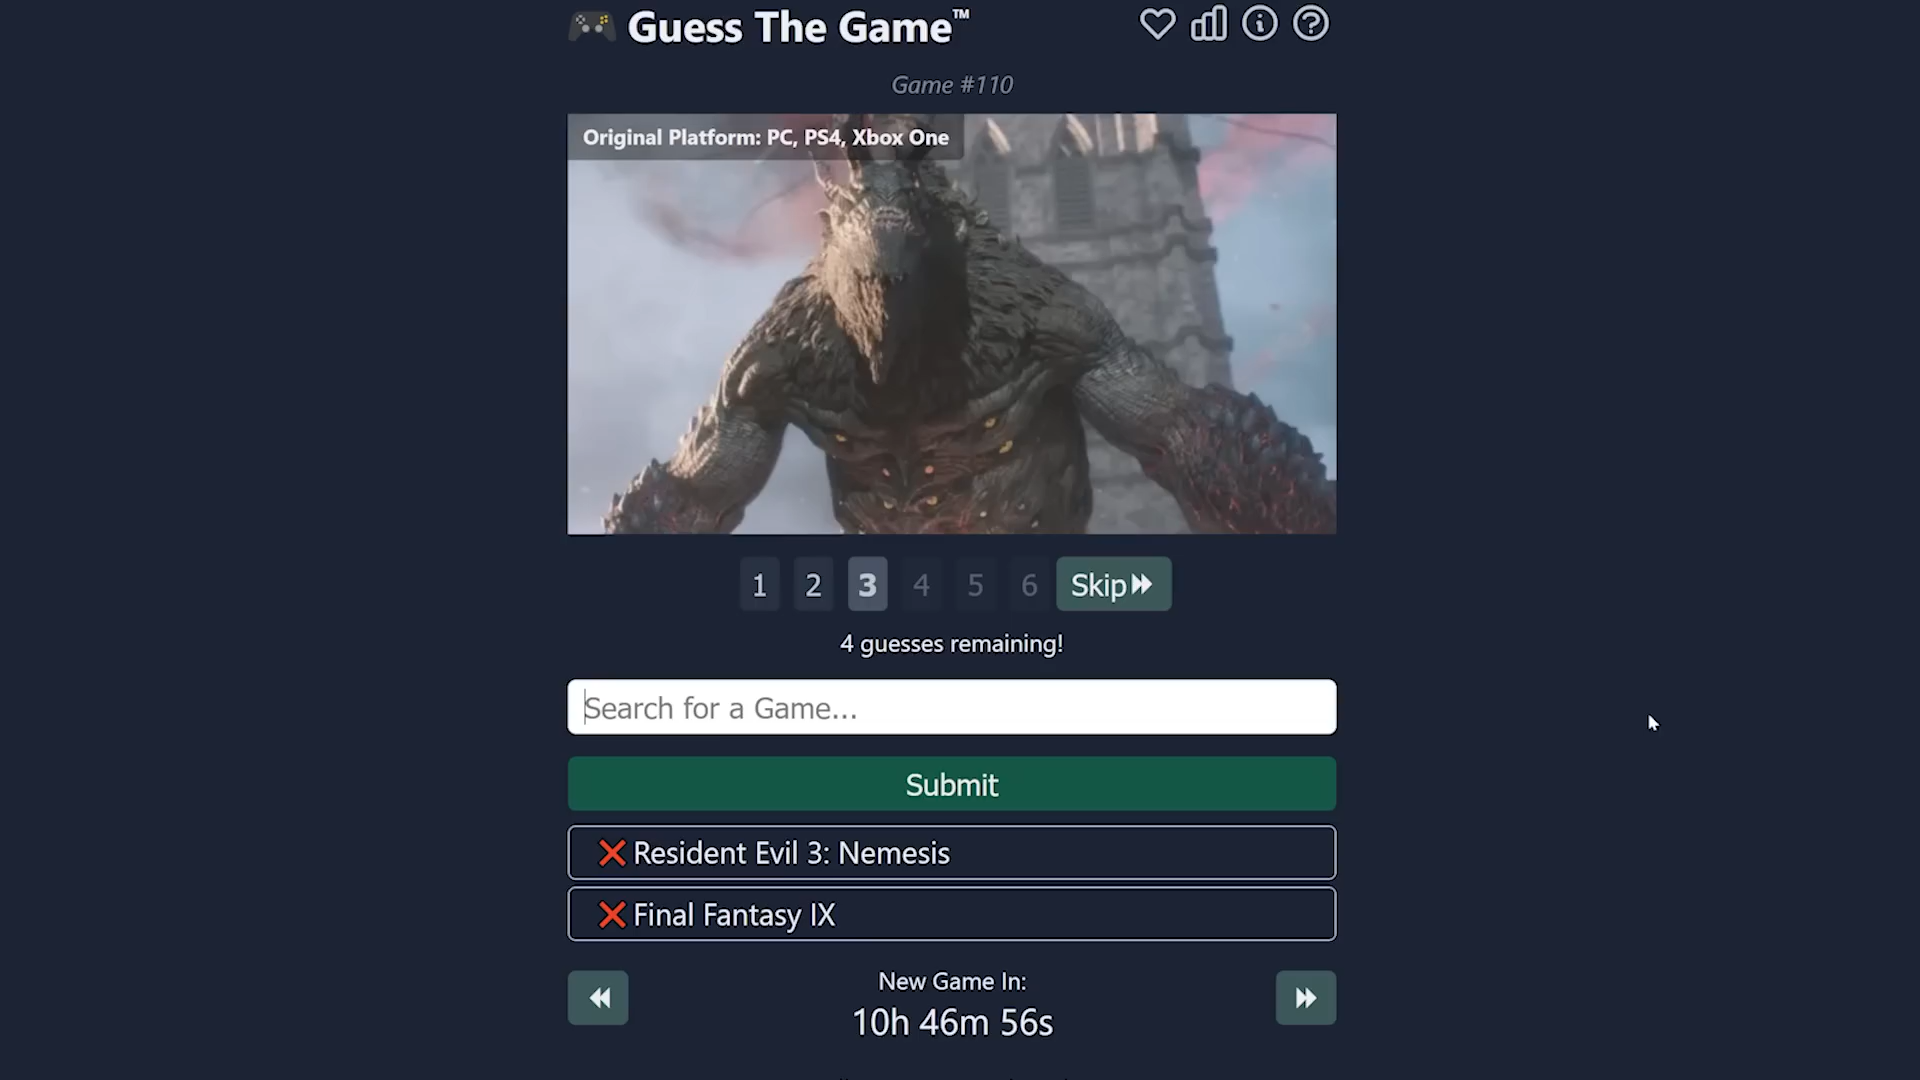 Guess The Game™
Game #110
Original Platform: PC, PS4, Xbox One
1 2 3 4 5 6 Skip
4 guesses remaining!
Search for a Game...
Submit
Resident Evil 3: Nemesis
Final Fantasy IX
New Game In:
10h 46m 56s